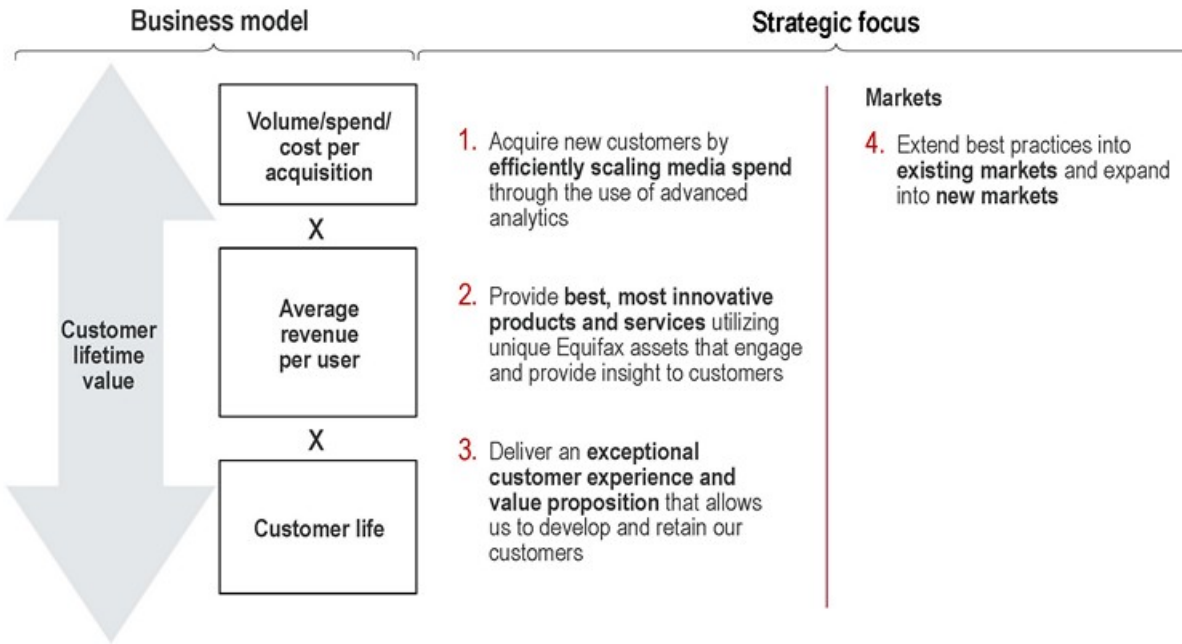 Business model
Strategic focus
Customer
lifetime
value
Volume/spend/
cost per
acquisition
X
Average
revenue
per user
X
Customer life
1. Acquire new customers by
efficiently scaling media spend
through the use of advanced
analytics
2. Provide best, most innovative
products and services utilizing
unique Equifax assets that engage
and provide insight to customers
3. Deliver an exceptional
customer experience and
value proposition that allows
us to develop and retain our
customers
Markets
4. Extend best practices into
existing markets and expand
into new markets